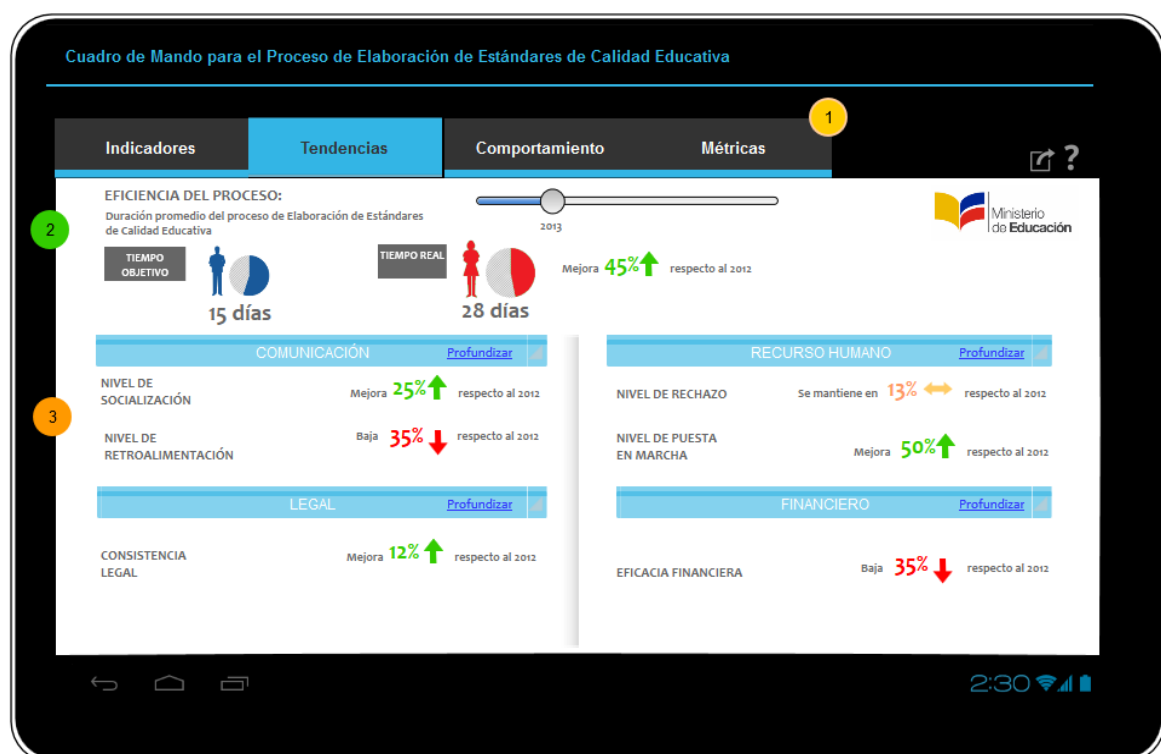 Cuadro de Mando para el Proceso de Elaboración de Estándares de Calidad Educativa
1
Indicadores
Tendencias
Comportamiento
Métricas
?
2
EFICIENCIA DEL PROCESO:
Duración promedio del proceso de Elaboración de Estándares
de Calidad Educativa
2013
Ministerio
de Educación
TIEMPO
OBJETIVO
15 días
TIEMPO REAL
28 días
Mejora 45% respecto al 2012
3
COMUNICACIÓN Profundizar
NIVEL DE
SOCIALIZACIÓN
Mejora 25% respecto al 2012
NIVEL DE
RETROALIMENTACIÓN
Baja 35% respecto al 2012
RECURSO HUMANO Profundizar
NIVEL DE RECHAZO Se mantiene en 13% respecto al 2012
NIVEL DE PUESTA
EN MARCHA
Mejora 50% respecto al 2012
LEGAL Profundizar
CONSISTENCIA
LEGAL
Mejora 12% respecto al 2012
FINANCIERO Profundizar
EFICACIA FINANCIERA Baja 35% respecto al 2012
2:30